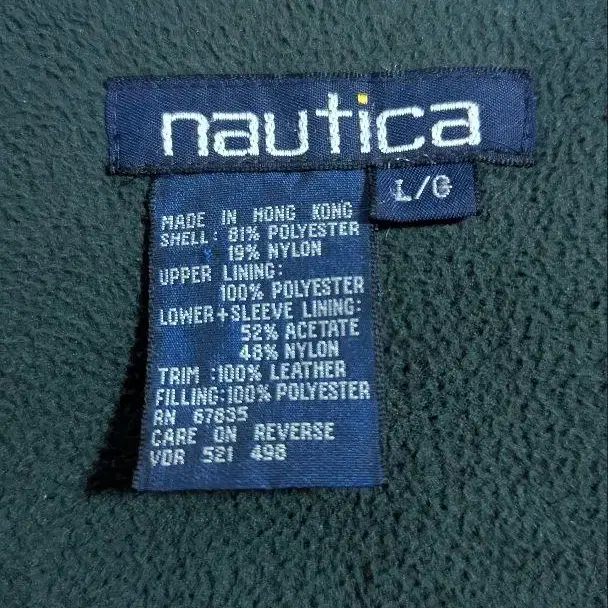 nautica
L/G
MADE IN HONG KONG
SHELL: 81% POLYESTER
19% NYLON
UPPER LINING:
100% POLYESTER
LOWER+SLEEVE LINING:
52% ACETATE
48% NYLON
TRIM :100% LEATHER
FILLING:100% POLYESTER
RN 67835
CARE ON REVERSE
VDR 521 498